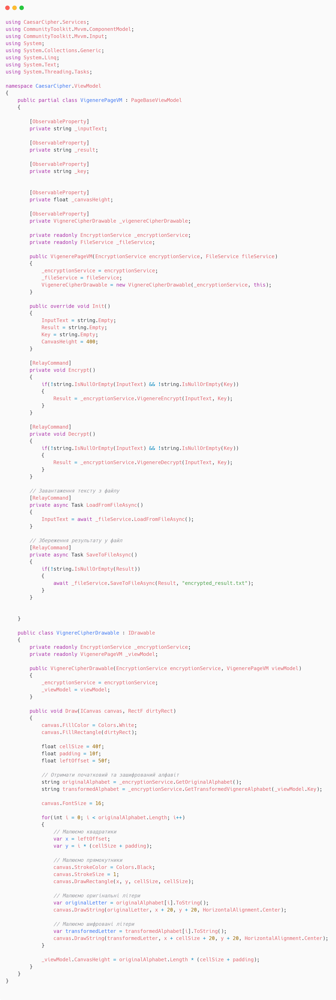 using CaesarCipher.Services;
using CommunityToolkit.Mvvm.ComponentModel;
using CommunityToolkit.Mvvm.Input;
using System;
using System.Collections.Generic;
using System.Linq;
using System.Text;
using System.Threading.Tasks;

namespace CaesarCipher.ViewModel
{
    public partial class VigenerePageVM : PageBaseViewModel
    {

        [ObservableProperty]
        private string _inputText;

        [ObservableProperty]
        private string _result;

        [ObservableProperty]
        private string _key;


        [ObservableProperty]
        private float _canvasHeight;

        [ObservableProperty]
        private VignereCipherDrawable _vigenereCipherDrawable;

        private readonly EncryptionService _encryptionService;
        private readonly FileService _fileService;

        public VigenerePageVM(EncryptionService encryptionService, FileService fileService)
        {
            _encryptionService = encryptionService;
            _fileService = fileService;
            VigenereCipherDrawable = new VignereCipherDrawable(_encryptionService, this);
        }

        public override void Init()
        {
            InputText = string.Empty;
            Result = string.Empty;
            Key = string.Empty;
            CanvasHeight = 400;
        }

        [RelayCommand]
        private void Encrypt()
        {
            if(!string.IsNullOrEmpty(InputText) && !string.IsNullOrEmpty(Key))
            {
                Result = _encryptionService.VigenereEncrypt(InputText, Key);
            }
        }

        [RelayCommand]
        private void Decrypt()
        {
            if(!string.IsNullOrEmpty(InputText) && !string.IsNullOrEmpty(Key))
            {
                Result = _encryptionService.VigenereDecrypt(InputText, Key);
            }
        }

        // Завантаження тексту з файлу
        [RelayCommand]
        private async Task LoadFromFileAsync()
        {
            InputText = await _fileService.LoadFromFileAsync();
        }

        // Збереження результату у файл
        [RelayCommand]
        private async Task SaveToFileAsync()
        {
            if(!string.IsNullOrEmpty(Result))
            {
                await _fileService.SaveToFileAsync(Result, "encrypted_result.txt");
            }
        }


    }

    public class VignereCipherDrawable : IDrawable
    {
        private readonly EncryptionService _encryptionService;
        private readonly VigenerePageVM _viewModel;

        public VignereCipherDrawable(EncryptionService encryptionService, VigenerePageVM viewModel)
        {
            _encryptionService = encryptionService;
            _viewModel = viewModel;
        }

        public void Draw(ICanvas canvas, RectF dirtyRect)
        {
            canvas.FillColor = Colors.White;
            canvas.FillRectangle(dirtyRect);

            float cellSize = 40f;
            float padding = 10f;
            float leftOffset = 50f;

            // Отримати початковий та зашифрований алфавіт
            string originalAlphabet = _encryptionService.GetOriginalAlphabet();
            string transformedAlphabet = _encryptionService.GetTransformedVignereAlphabet(_viewModel.Key);

            canvas.FontSize = 16;

            for(int i = 0; i < originalAlphabet.Length; i++)
            {
                // Малюємо квадратики
                var x = leftOffset;
                var y = i * (cellSize + padding);

                // Малюємо прямокутники
                canvas.StrokeColor = Colors.Black;
                canvas.StrokeSize = 1;
                canvas.DrawRectangle(x, y, cellSize, cellSize);

                // Малюємо оригінальні літери
                var originalLetter = originalAlphabet[i].ToString();
                canvas.DrawString(originalLetter, x + 20, y + 20, HorizontalAlignment.Center);

                // Малюємо шифровані літери
                var transformedLetter = transformedAlphabet[i].ToString();
                canvas.DrawString(transformedLetter, x + cellSize + 20, y + 20, HorizontalAlignment.Center);
            }

            _viewModel.CanvasHeight = originalAlphabet.Length * (cellSize + padding);
        }
    }
}